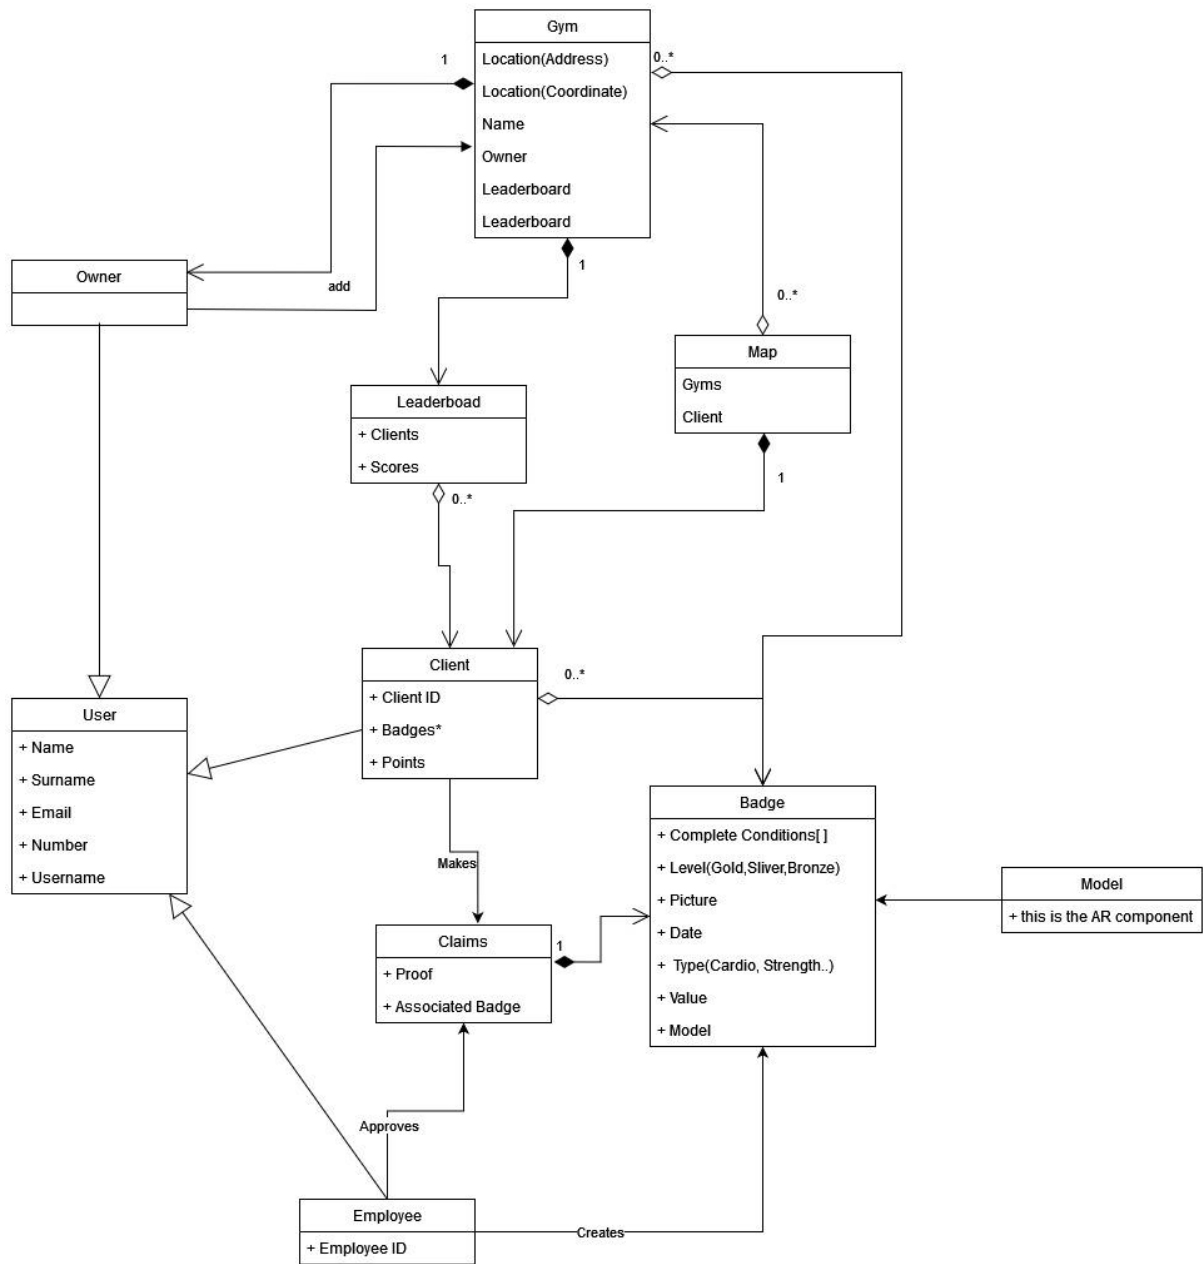 Gym
Location(Address)
Location(Coordinate)
Name
Owner
Leaderboard
Leaderboard
1
0..*
1
Owner
add
0..*
Map
Gyms
Client
1
Leaderboad
+ Clients
+ Scores
0..*
Client
+ Client ID
+ Badges*
+ Points
0..*
User
+ Name
+ Surname
+ Email
+ Number
+ Username
Makes
Badge
+ Complete Conditions[ ]
+ Level(Gold,Sliver,Bronze)
+ Picture
+ Date
+ Type(Cardio, Strength..)
+ Value
+ Model
Model
+ this is the AR component
Claims
+ Proof
+ Associated Badge
1
Approves
Employee
+ Employee ID
Creates